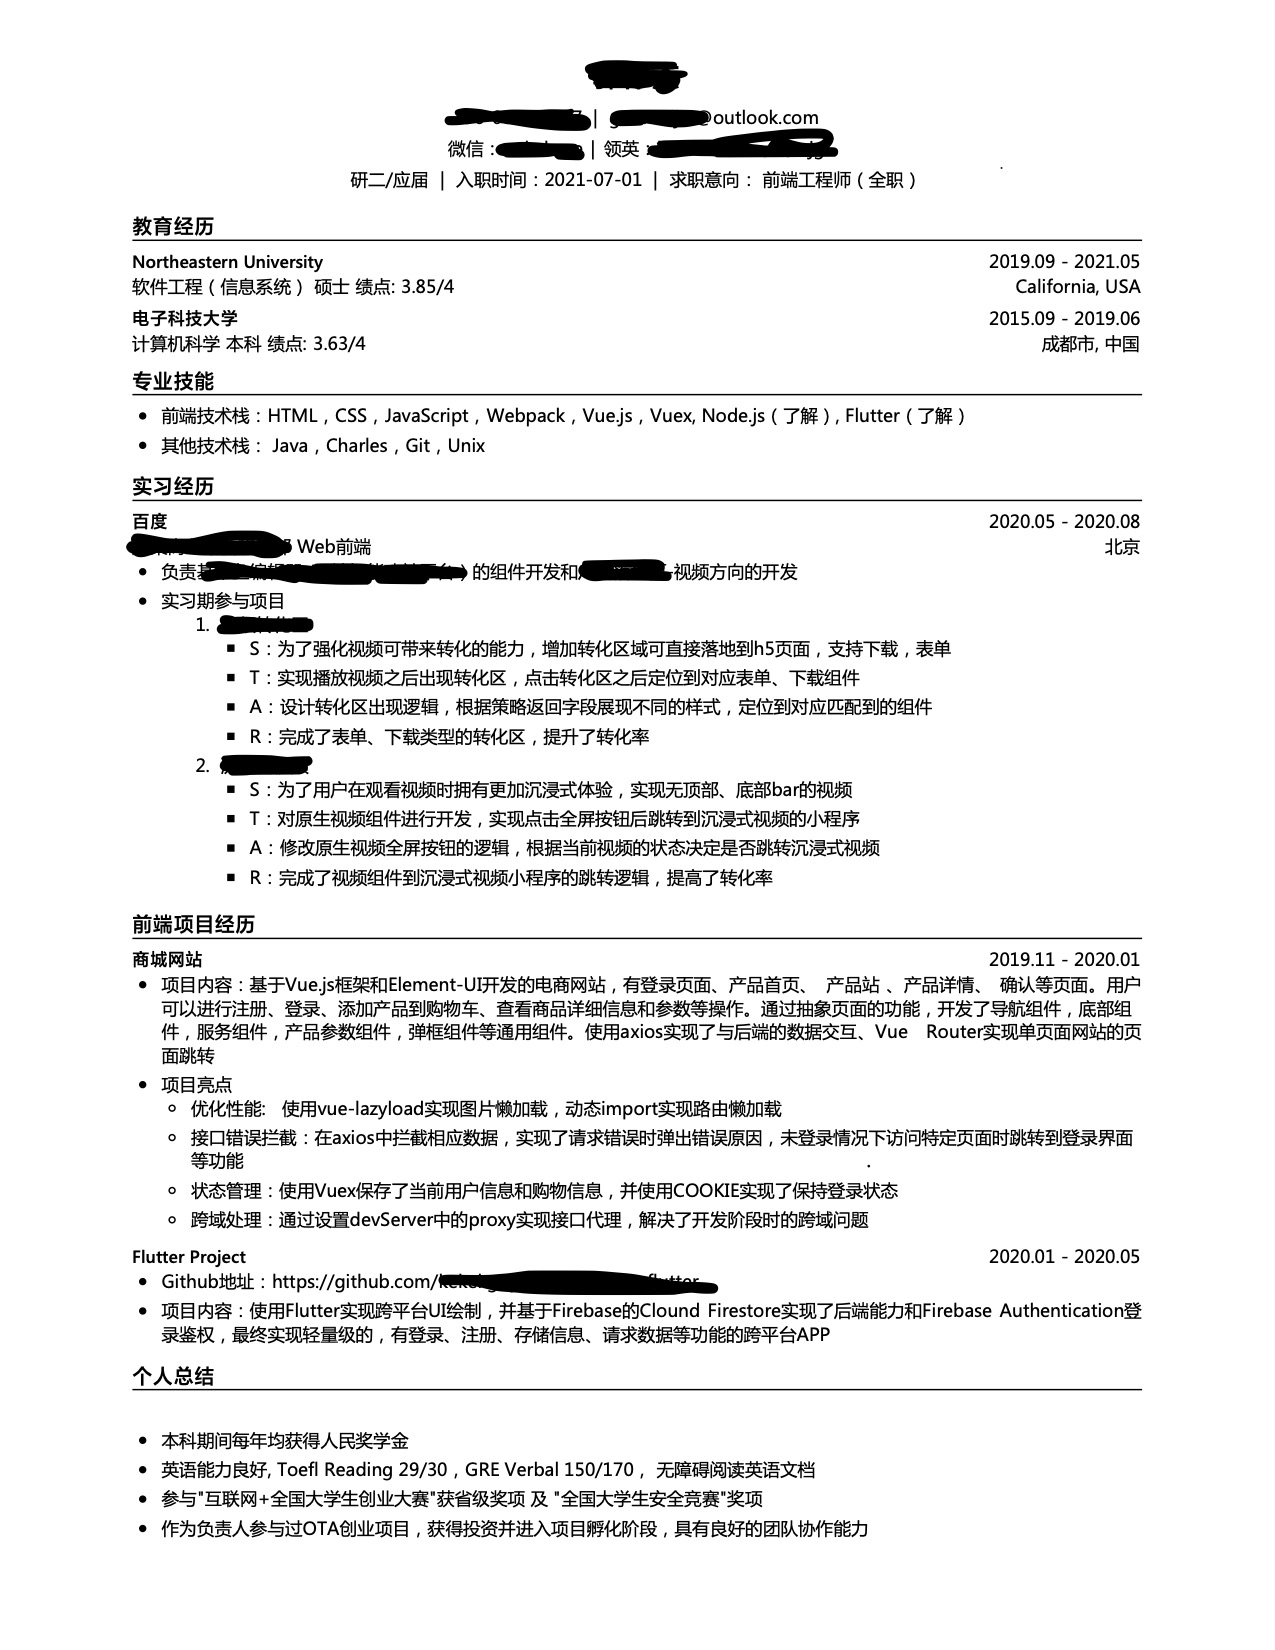 | @outlook.com
微信： | 领英：
研二/应届 | 入职时间：2021-07-01 | 求职意向： 前端工程师（全职）
教育经历
Northeastern University 2019.09 - 2021.05
软件工程（信息系统） 硕士 绩点: 3.85/4 California, USA
电子科技大学 2015.09 - 2019.06
计算机科学 本科 绩点: 3.63/4 成都市, 中国
专业技能
• 前端技术栈：HTML，CSS，JavaScript，Webpack，Vue.js，Vuex, Node.js（了解）, Flutter（了解）
• 其他技术栈： Java，Charles，Git，Unix
实习经历
百度 2020.05 - 2020.08
Web前端 北京
• 负责 的组件开发和 视频方向的开发
• 实习期参与项目
1.
▪ S：为了强化视频可带来转化的能力，增加转化区域可直接落地到h5页面，支持下载，表单
▪ T：实现播放视频之后出现转化区，点击转化区之后定位到对应表单、下载组件
▪ A：设计转化区出现逻辑，根据策略返回字段展现不同的样式，定位到对应匹配到的组件
▪ R：完成了表单、下载类型的转化区，提升了转化率
2.
▪ S：为了用户在观看视频时拥有更加沉浸式体验，实现无顶部、底部bar的视频
▪ T：对原生视频组件进行开发，实现点击全屏按钮后跳转到沉浸式视频的小程序
▪ A：修改原生视频全屏按钮的逻辑，根据当前视频的状态决定是否跳转沉浸式视频
▪ R：完成了视频组件到沉浸式视频小程序的跳转逻辑，提高了转化率
前端项目经历
商城网站 2019.11 - 2020.01
• 项目内容：基于Vue.js框架和Element-UI开发的电商网站，有登录页面、产品首页、 产品站 、产品详情、 确认等页面。用户
可以进行注册、登录、添加产品到购物车、查看商品详细信息和参数等操作。通过抽象页面的功能，开发了导航组件，底部组
件，服务组件，产品参数组件，弹框组件等通用组件。使用axios实现了与后端的数据交互、Vue Router实现单页面网站的页
面跳转
• 项目亮点
○ 优化性能: 使用vue-lazyload实现图片懒加载，动态import实现路由懒加载
○ 接口错误拦截：在axios中拦截相应数据，实现了请求错误时弹出错误原因，未登录情况下访问特定页面时跳转到登录界面
等功能
○ 状态管理：使用Vuex保存了当前用户信息和购物信息，并使用COOKIE实现了保持登录状态
○ 跨域处理：通过设置devServer中的proxy实现接口代理，解决了开发阶段时的跨域问题
Flutter Project 2020.01 - 2020.05
• Github地址：https://github.com/
• 项目内容：使用Flutter实现跨平台UI绘制，并基于Firebase的Clound Firestore实现了后端能力和Firebase Authentication登
录鉴权，最终实现轻量级的，有登录、注册、存储信息、请求数据等功能的跨平台APP
个人总结
• 本科期间每年均获得人民奖学金
• 英语能力良好, Toefl Reading 29/30，GRE Verbal 150/170， 无障碍阅读英语文档
• 参与"互联网+全国大学生创业大赛"获省级奖项 及 "全国大学生安全竞赛"奖项
• 作为负责人参与过OTA创业项目，获得投资并进入项目孵化阶段，具有良好的团队协作能力